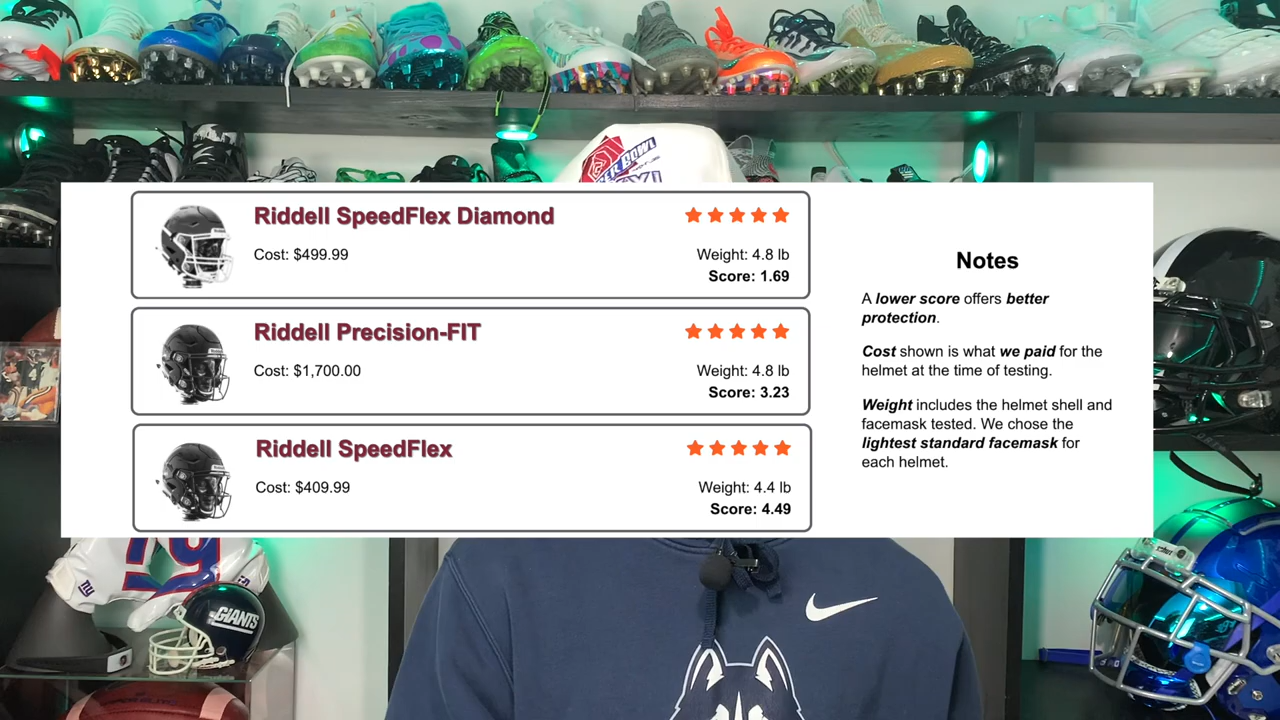 Riddell SpeedFlex Diamond
Cost: $499.99
Weight: 4.8 lb
Score: 1.69
Riddell Precision-FIT
Cost: $1,700.00
Weight: 4.8 lb
Score: 3.23
Riddell SpeedFlex
Cost: $409.99
Weight: 4.4 lb
Score: 4.49
Notes
A lower score offers better
protection.
Cost shown is what we paid for the
helmet at the time of testing.
Weight includes the helmet shell and
facemask tested. We chose the
lightest standard facemask for
each helmet.
GIANTS